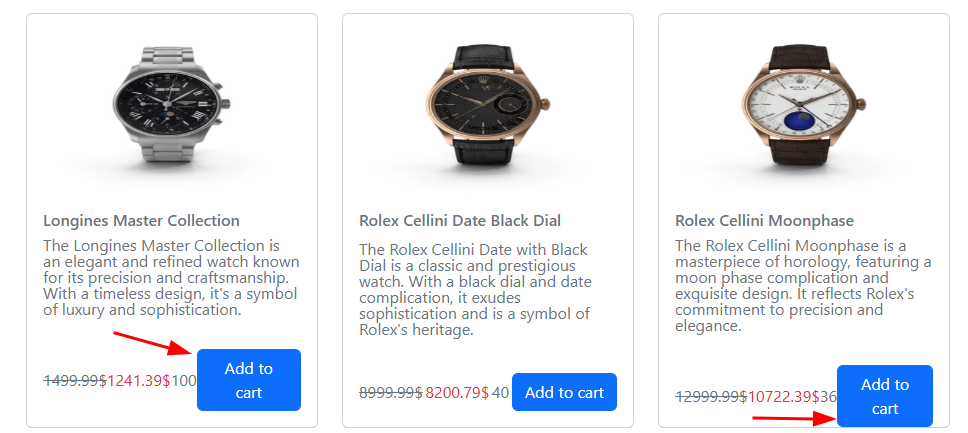 Longines Master Collection
The Longines Master Collection is
an elegant and refined watch known
for its precision and craftsmanship.
With a timeless design, it's a symbol
of luxury and sophistication.
1499.99$1241.39$100
Add to
cart
Rolex Cellini Date Black Dial
The Rolex Cellini Date with Black
Dial is a classic and prestigious
watch. With a black dial and date
complication, it exudes
sophistication and is a symbol of
Rolex's heritage.
8999.99$ 8200.79$ 40
Add to cart
ROLEX
Rolex Cellini Moonphase
The Rolex Cellini Moonphase is a
masterpiece of horology, featuring a
moon phase complication and
exquisite design. It reflects Rolex's
commitment to precision and
elegance.
12999.99$10722.39$36
Add to
cart